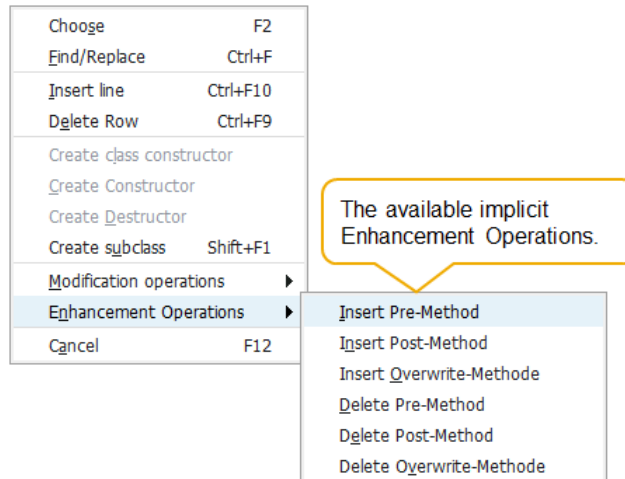 Choose F2
Find/Replace Ctrl+F
Insert line Ctrl+F10
Delete Row Ctrl+F9
Create class constructor
Create Constructor
Create Destructor
Create subclass Shift+F1
Modification operations
Enhancement Operations
Cancel F12
The available implicit
Enhancement Operations.
Insert Pre-Method
Insert Post-Method
Insert Overwrite-Methode
Delete Pre-Method
Delete Post-Method
Delete Overwrite-Methode